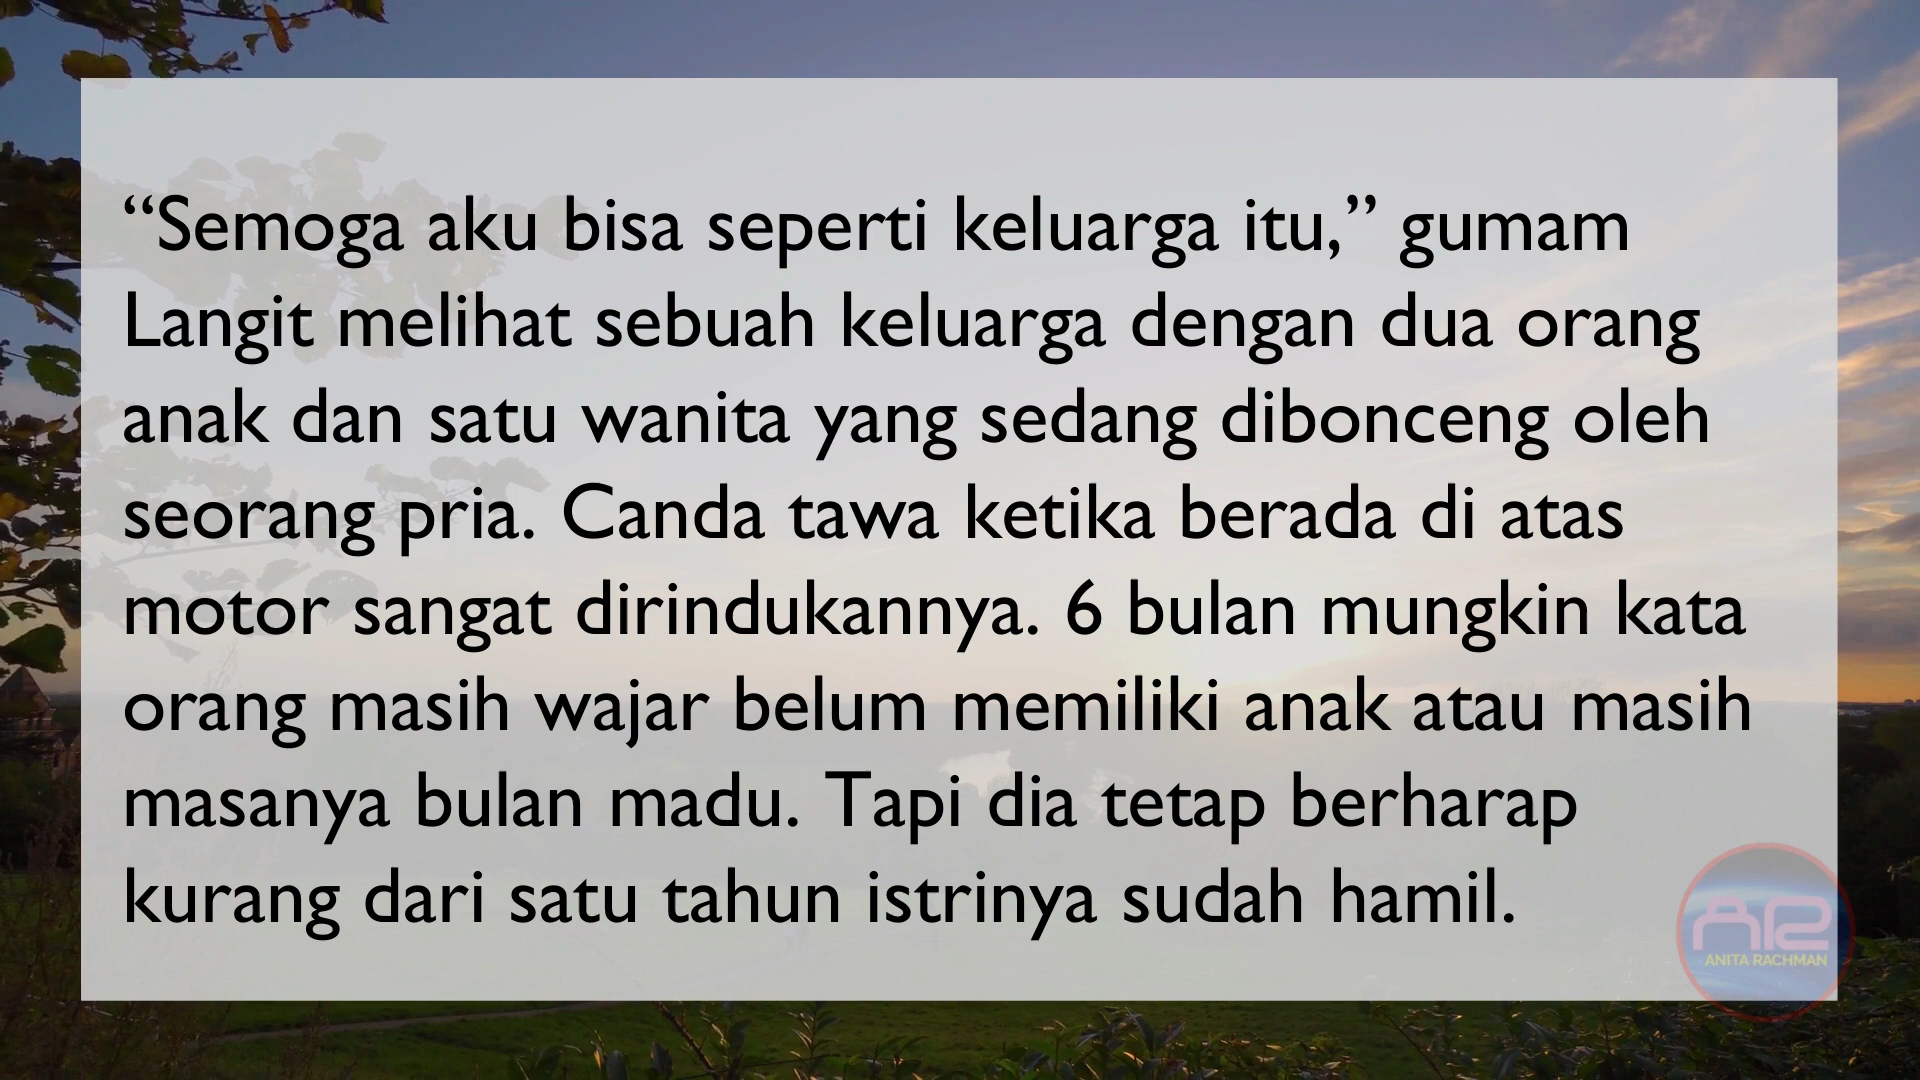 “Semoga aku bisa seperti keluarga itu,” gumam
Langit melihat sebuah keluarga dengan dua orang
anak dan satu wanita yang sedang dibonceng oleh
seorang pria. Canda tawa ketika berada di atas
motor sangat dirindukannya. 6 bulan mungkin kata
orang masih wajar belum memiliki anak atau masih
masanya bulan madu. Tapi dia tetap berharap
kurang dari satu tahun istrinya sudah hamil.
AR
ANITA RACHMAN